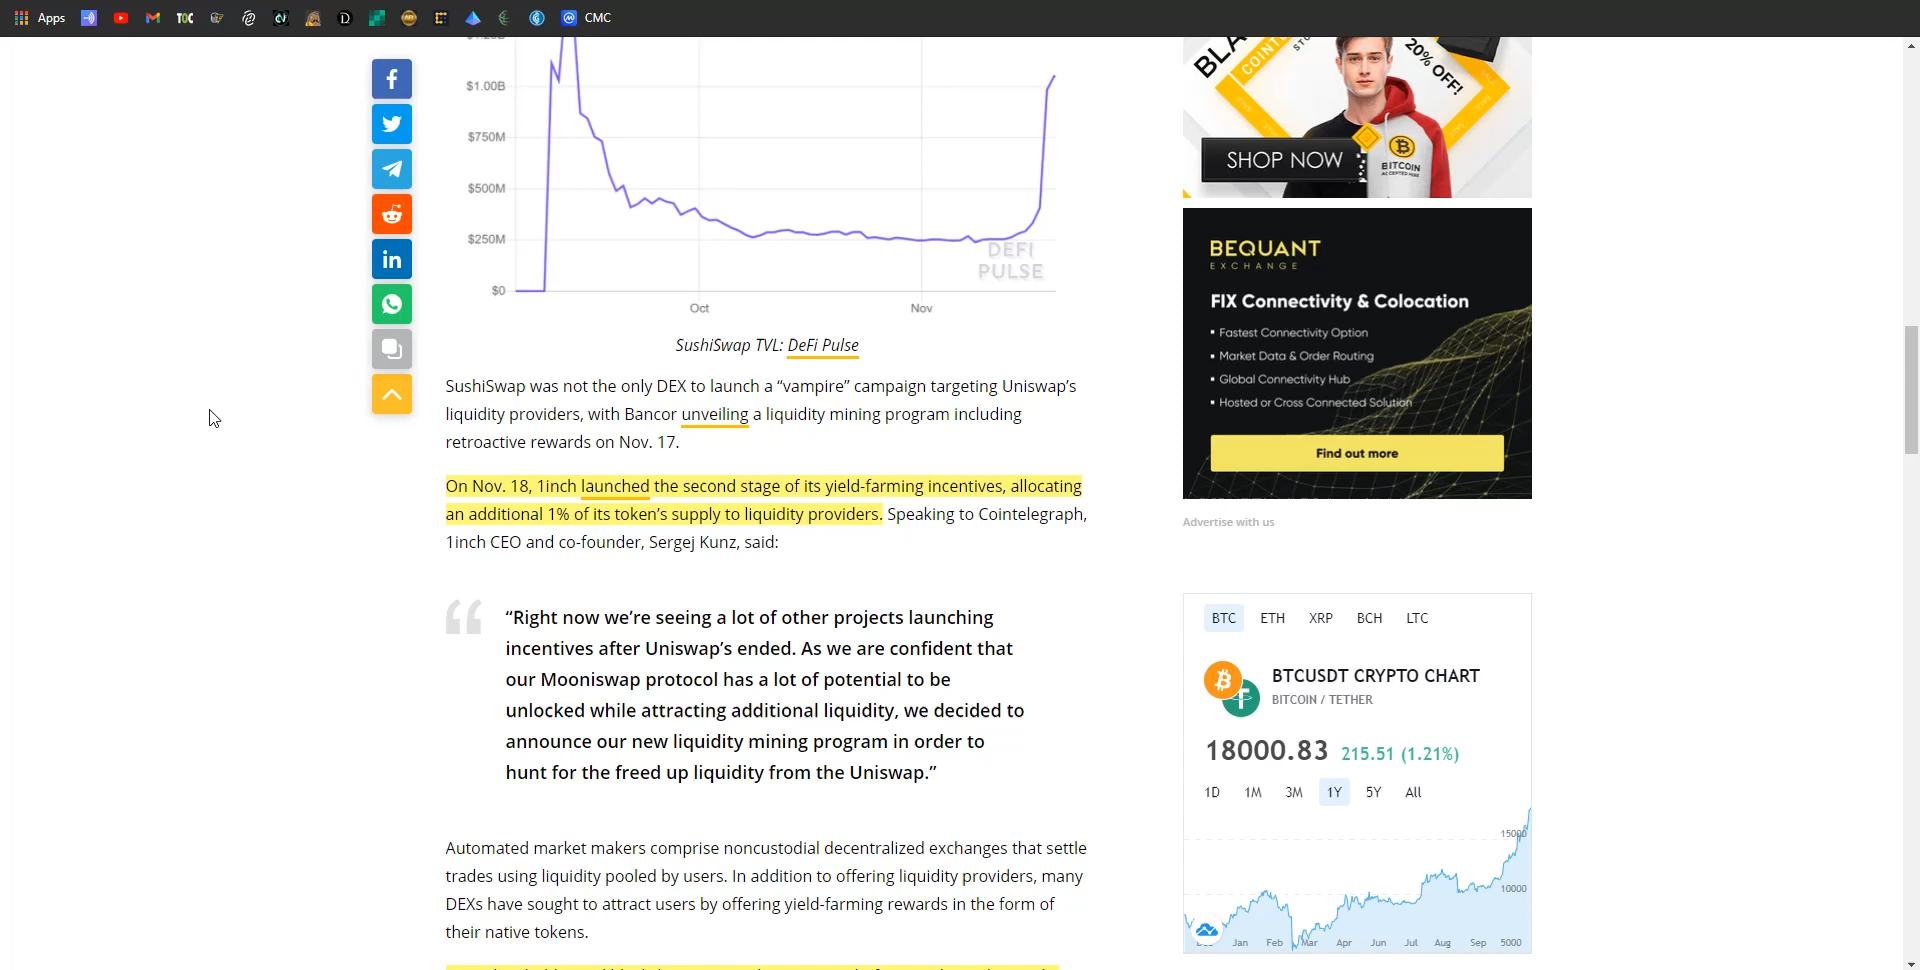 Apps
TOC
CMC
$1.00B
$750M
$500M
$250M
$0
Oct
Nov
DEFI
PULSE
SushiSwap TVL: DeFi Pulse
SushiSwap was not the only DEX to launch a “vampire” campaign targeting Uniswap’s
liquidity providers, with Bancor unveiling a liquidity mining program including
retroactive rewards on Nov. 17.
On Nov. 18, 1inch launched the second stage of its yield-farming incentives, allocating
an additional 1% of its token’s supply to liquidity providers. Speaking to Cointelegraph,
1inch CEO and co-founder, Sergej Kunz, said:
“Right now we’re seeing a lot of other projects launching
incentives after Uniswap’s ended. As we are confident that
our Mooniswap protocol has a lot of potential to be
unlocked while attracting additional liquidity, we decided to
announce our new liquidity mining program in order to
hunt for the freed up liquidity from the Uniswap.”
Automated market makers comprise noncustodial decentralized exchanges that settle
trades using liquidity pooled by users. In addition to offering liquidity providers, many
DEXs have sought to attract users by offering yield-farming rewards in the form of
their native tokens.
20% OFF!
SHOP NOW
BITCOIN
ACCEPTED HERE
BEQUANT
EXCHANGE
FIX Connectivity & Colocation
▪ Fastest Connectivity Option
▪ Market Data & Order Routing
▪ Global Connectivity Hub
▪ Hosted or Cross Connected Solution
Find out more
Advertise with us
BTC ETH XRP BCH LTC
BTCUSDT CRYPTO CHART
BITCOIN / TETHER
18000.83 215.51 (1.21%)
1D 1M 3M 1Y 5Y All
15000
10000
Jan Feb Mar Apr Jun Jul Aug Sep 5000